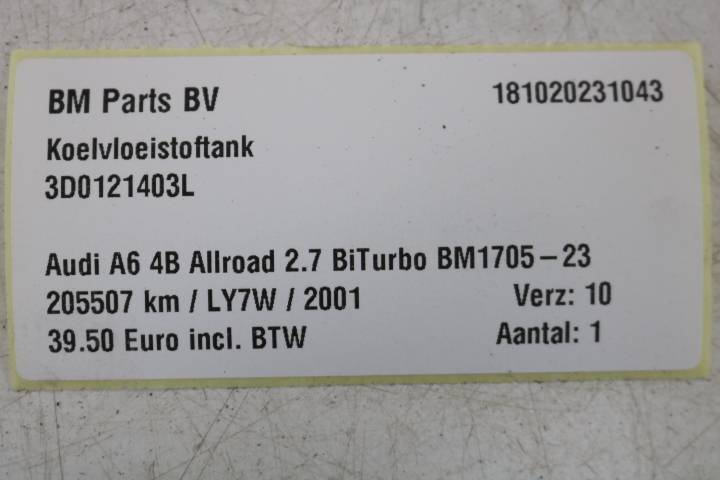 BM Parts BV 181020231043
Koelvloeistoftank
3D0121403L
Audi A6 4B Allroad 2.7 BiTurbo BM1705-23
205507 km / LY7W / 2001 Verz: 10
39.50 Euro incl. BTW Aantal: 1